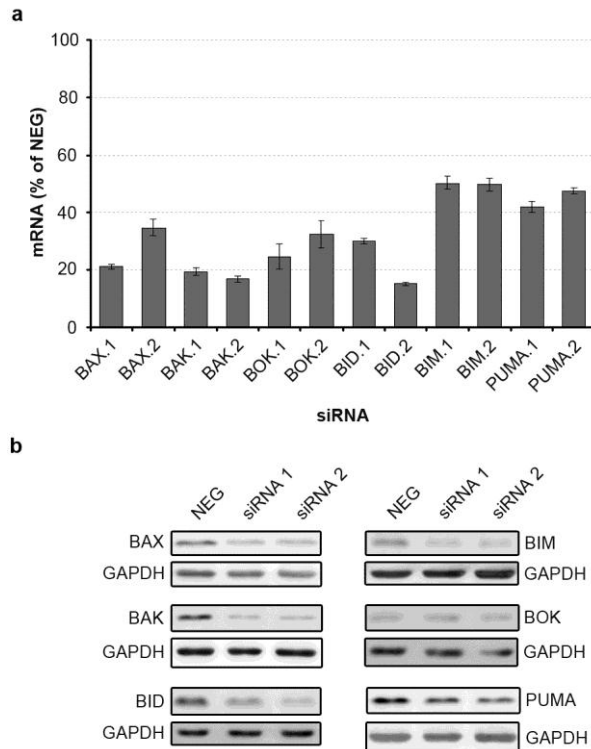 a
mRNA (% of NEG)
100
80
60
40
20
0
BAX.1 BAX.2 BAK.1 BAK.2 BOK.1 BOK.2 BID.1 BID.2 BIM.1 BIM.2 PUMA.1 PUMA.2
siRNA
b
NEG siRNA 1 siRNA 2
BAX
GAPDH
BAK
GAPDH
BID
GAPDH
NEG siRNA 1 siRNA 2
BIM
GAPDH
BOK
GAPDH
PUMA
GAPDH